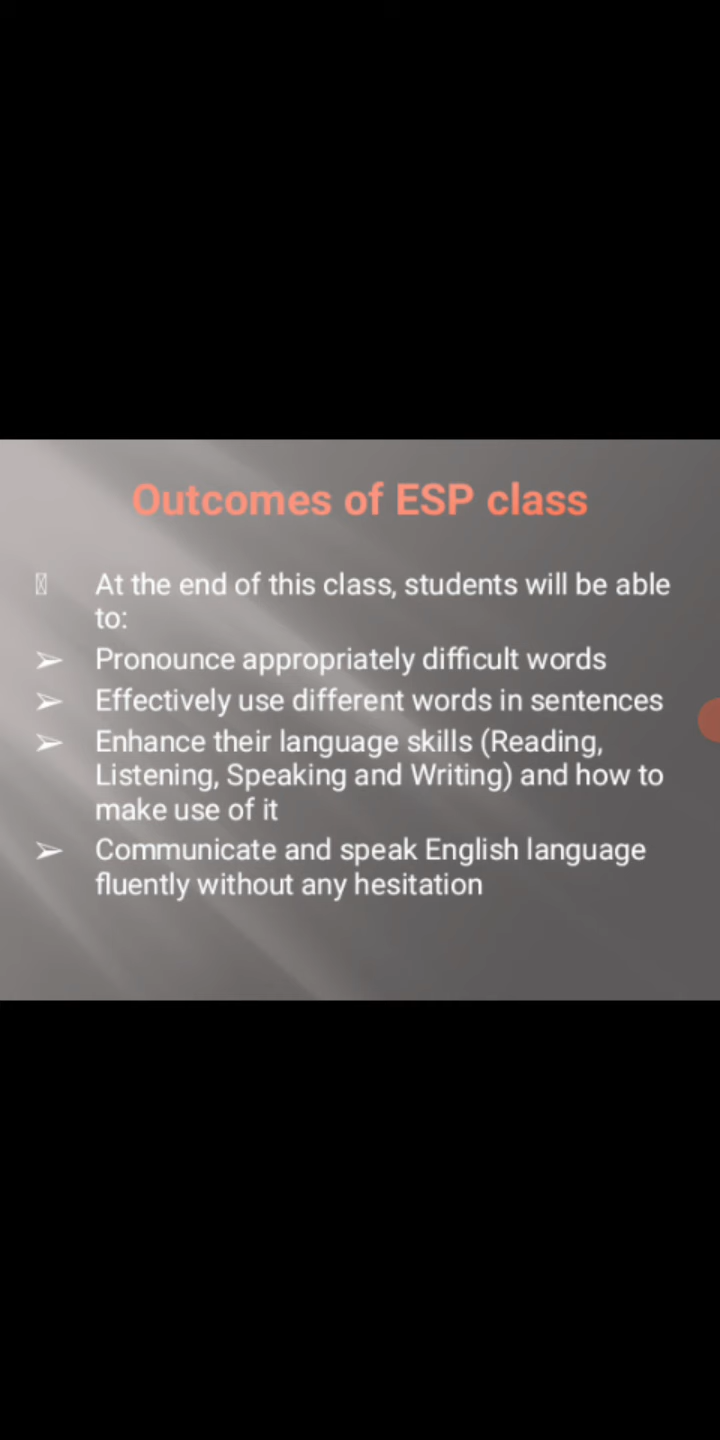 Outcomes of ESP class
At the end of this class, students will be able
to:
➢ Pronounce appropriately difficult words
➢ Effectively use different words in sentences
➢ Enhance their language skills (Reading,
Listening, Speaking and Writing) and how to
make use of it
➢ Communicate and speak English language
fluently without any hesitation